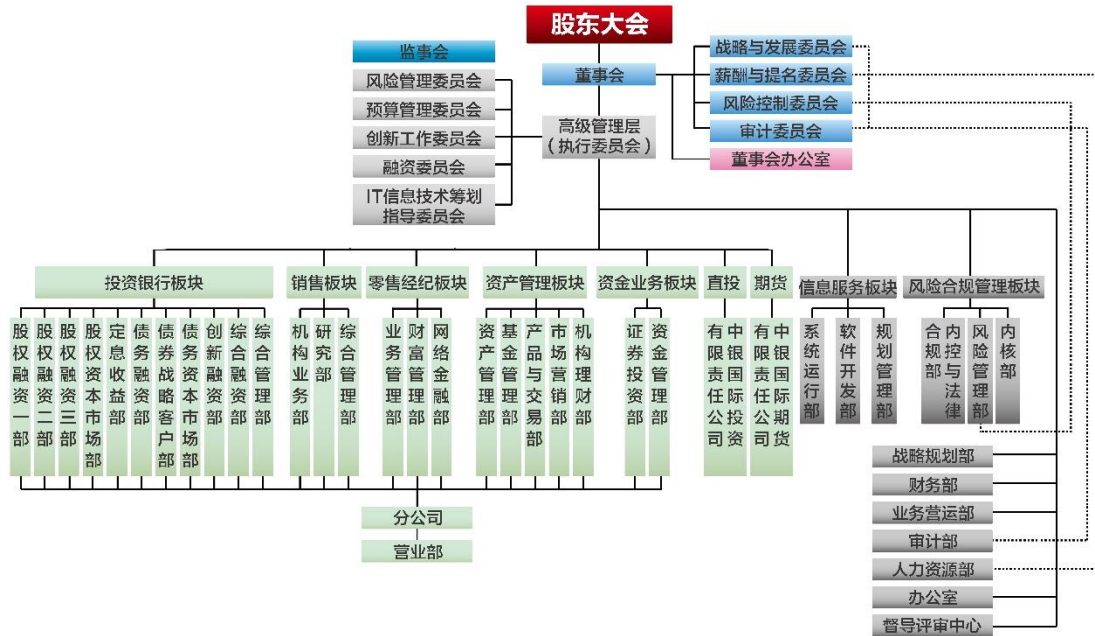 股东大会
监事会
董事会
战略与发展委员会
薪酬与提名委员会
风险控制委员会
审计委员会
董事会办公室
风险管理委员会
预算管理委员会
创新工作委员会
融资委员会
IT信息技术筹划
指导委员会
高级管理层
（执行委员会）
投资银行板块
销售板块
零售经纪板块
资产管理板块
资金业务板块
直投
期货
信息服务板块
风险合规管理板块
股权融资一部
股权融资二部
股权融资三部
股权资本市场部
定息收益部
债务融资部
债券战略客户部
债务资本市场部
创新融资部
综合融资部
综合管理部
机构业务部
研究部
综合管理部
业务管理部
财富管理部
网络金融部
资产管理部
基金管理部
产品与交易部
市场营销部
机构理财部
证券投资部
资金管理部
中银国际投资
有限责任公司
中银国际期货
有限责任公司
系统运行部
软件开发部
规划管理部
合规部
内控与法律
风险管理部
内核部
分公司
营业部
战略规划部
财务部
业务营运部
审计部
人力资源部
办公室
督导评审中心